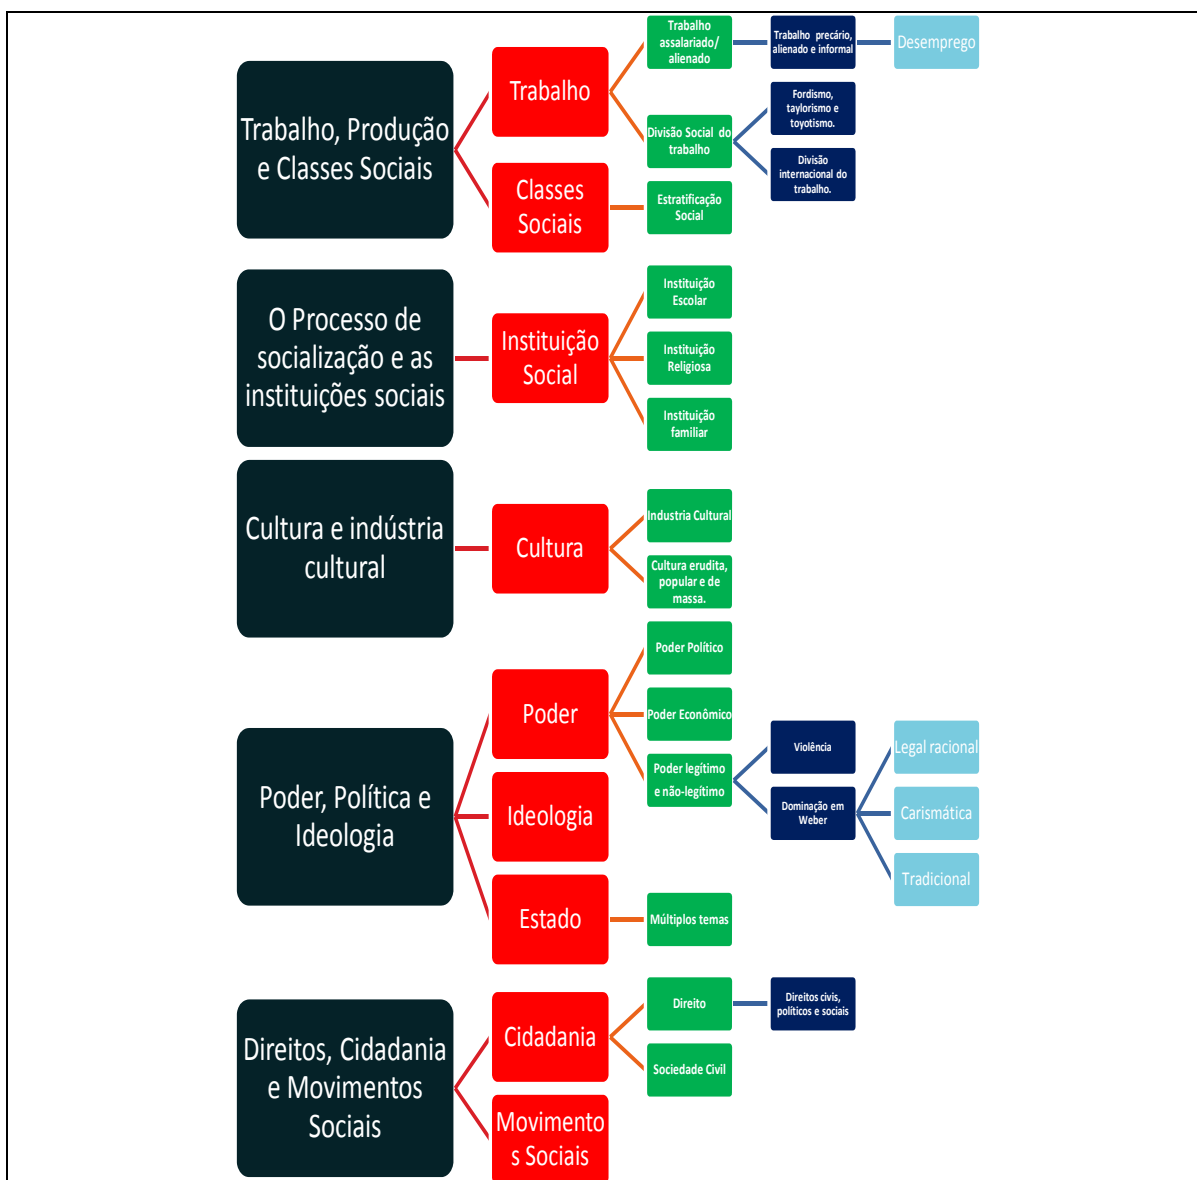 Trabalho, Produção
e Classes Sociais
Trabalho
Trabalho
assalariado/
alienado
Trabalho precário,
alienado e informal
Desemprego
Divisão Social do
trabalho
Fordismo,
taylorismo e
toyotismo.
Divisão
internacional do
trabalho.
Classes
Sociais
Estratificação
Social
O Processo de
socialização e as
instituições sociais
Instituição
Social
Instituição
Escolar
Instituição
Religiosa
Instituição
familiar
Cultura e indústria
cultural
Cultura
Industria Cultural
Cultura erudita,
popular e de
massa.
Poder, Política e
Ideologia
Poder
Poder Político
Poder Econômico
Poder legítimo
e não-legítimo
Violência
Dominação em
Weber
Legal racional
Carismática
Tradicional
Ideologia
Estado
Múltiplos temas
Direitos, Cidadania
e Movimentos
Sociais
Cidadania
Direito
Direitos civis,
políticos e sociais
Sociedade Civil
Movimento
s Sociais